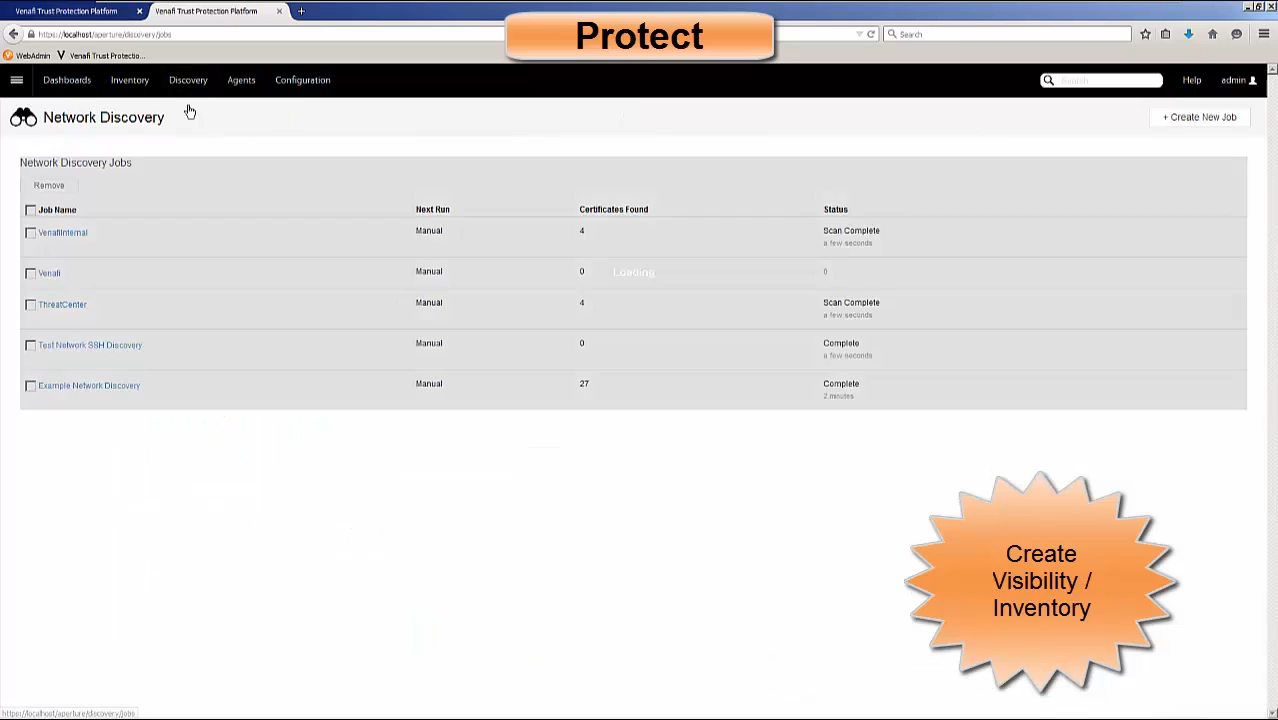 Venafi Trust Protection Platform
Venafi Trust Protection Platform
Protect
https://localhost/aperture/discovery/jobs
Search
WebAdmin
Venafi Trust Protectio...
Dashboards
Inventory
Discovery
Agents
Configuration
Search
Help
admin
Network Discovery
+ Create New Job
Network Discovery Jobs
Remove
Job Name Next Run Certificates Found Status
VenafiInternal Manual 4 Scan Complete
a few seconds
Venafi Manual 0 Loading 0
ThreatCenter Manual 4 Scan Complete
a few seconds
Test Network SSH Discovery Manual 0 Complete
a few seconds
Example Network Discovery Manual 27 Complete
2 minutes
Create
Visibility /
Inventory
https://localhost/aperture/discovery/jobs